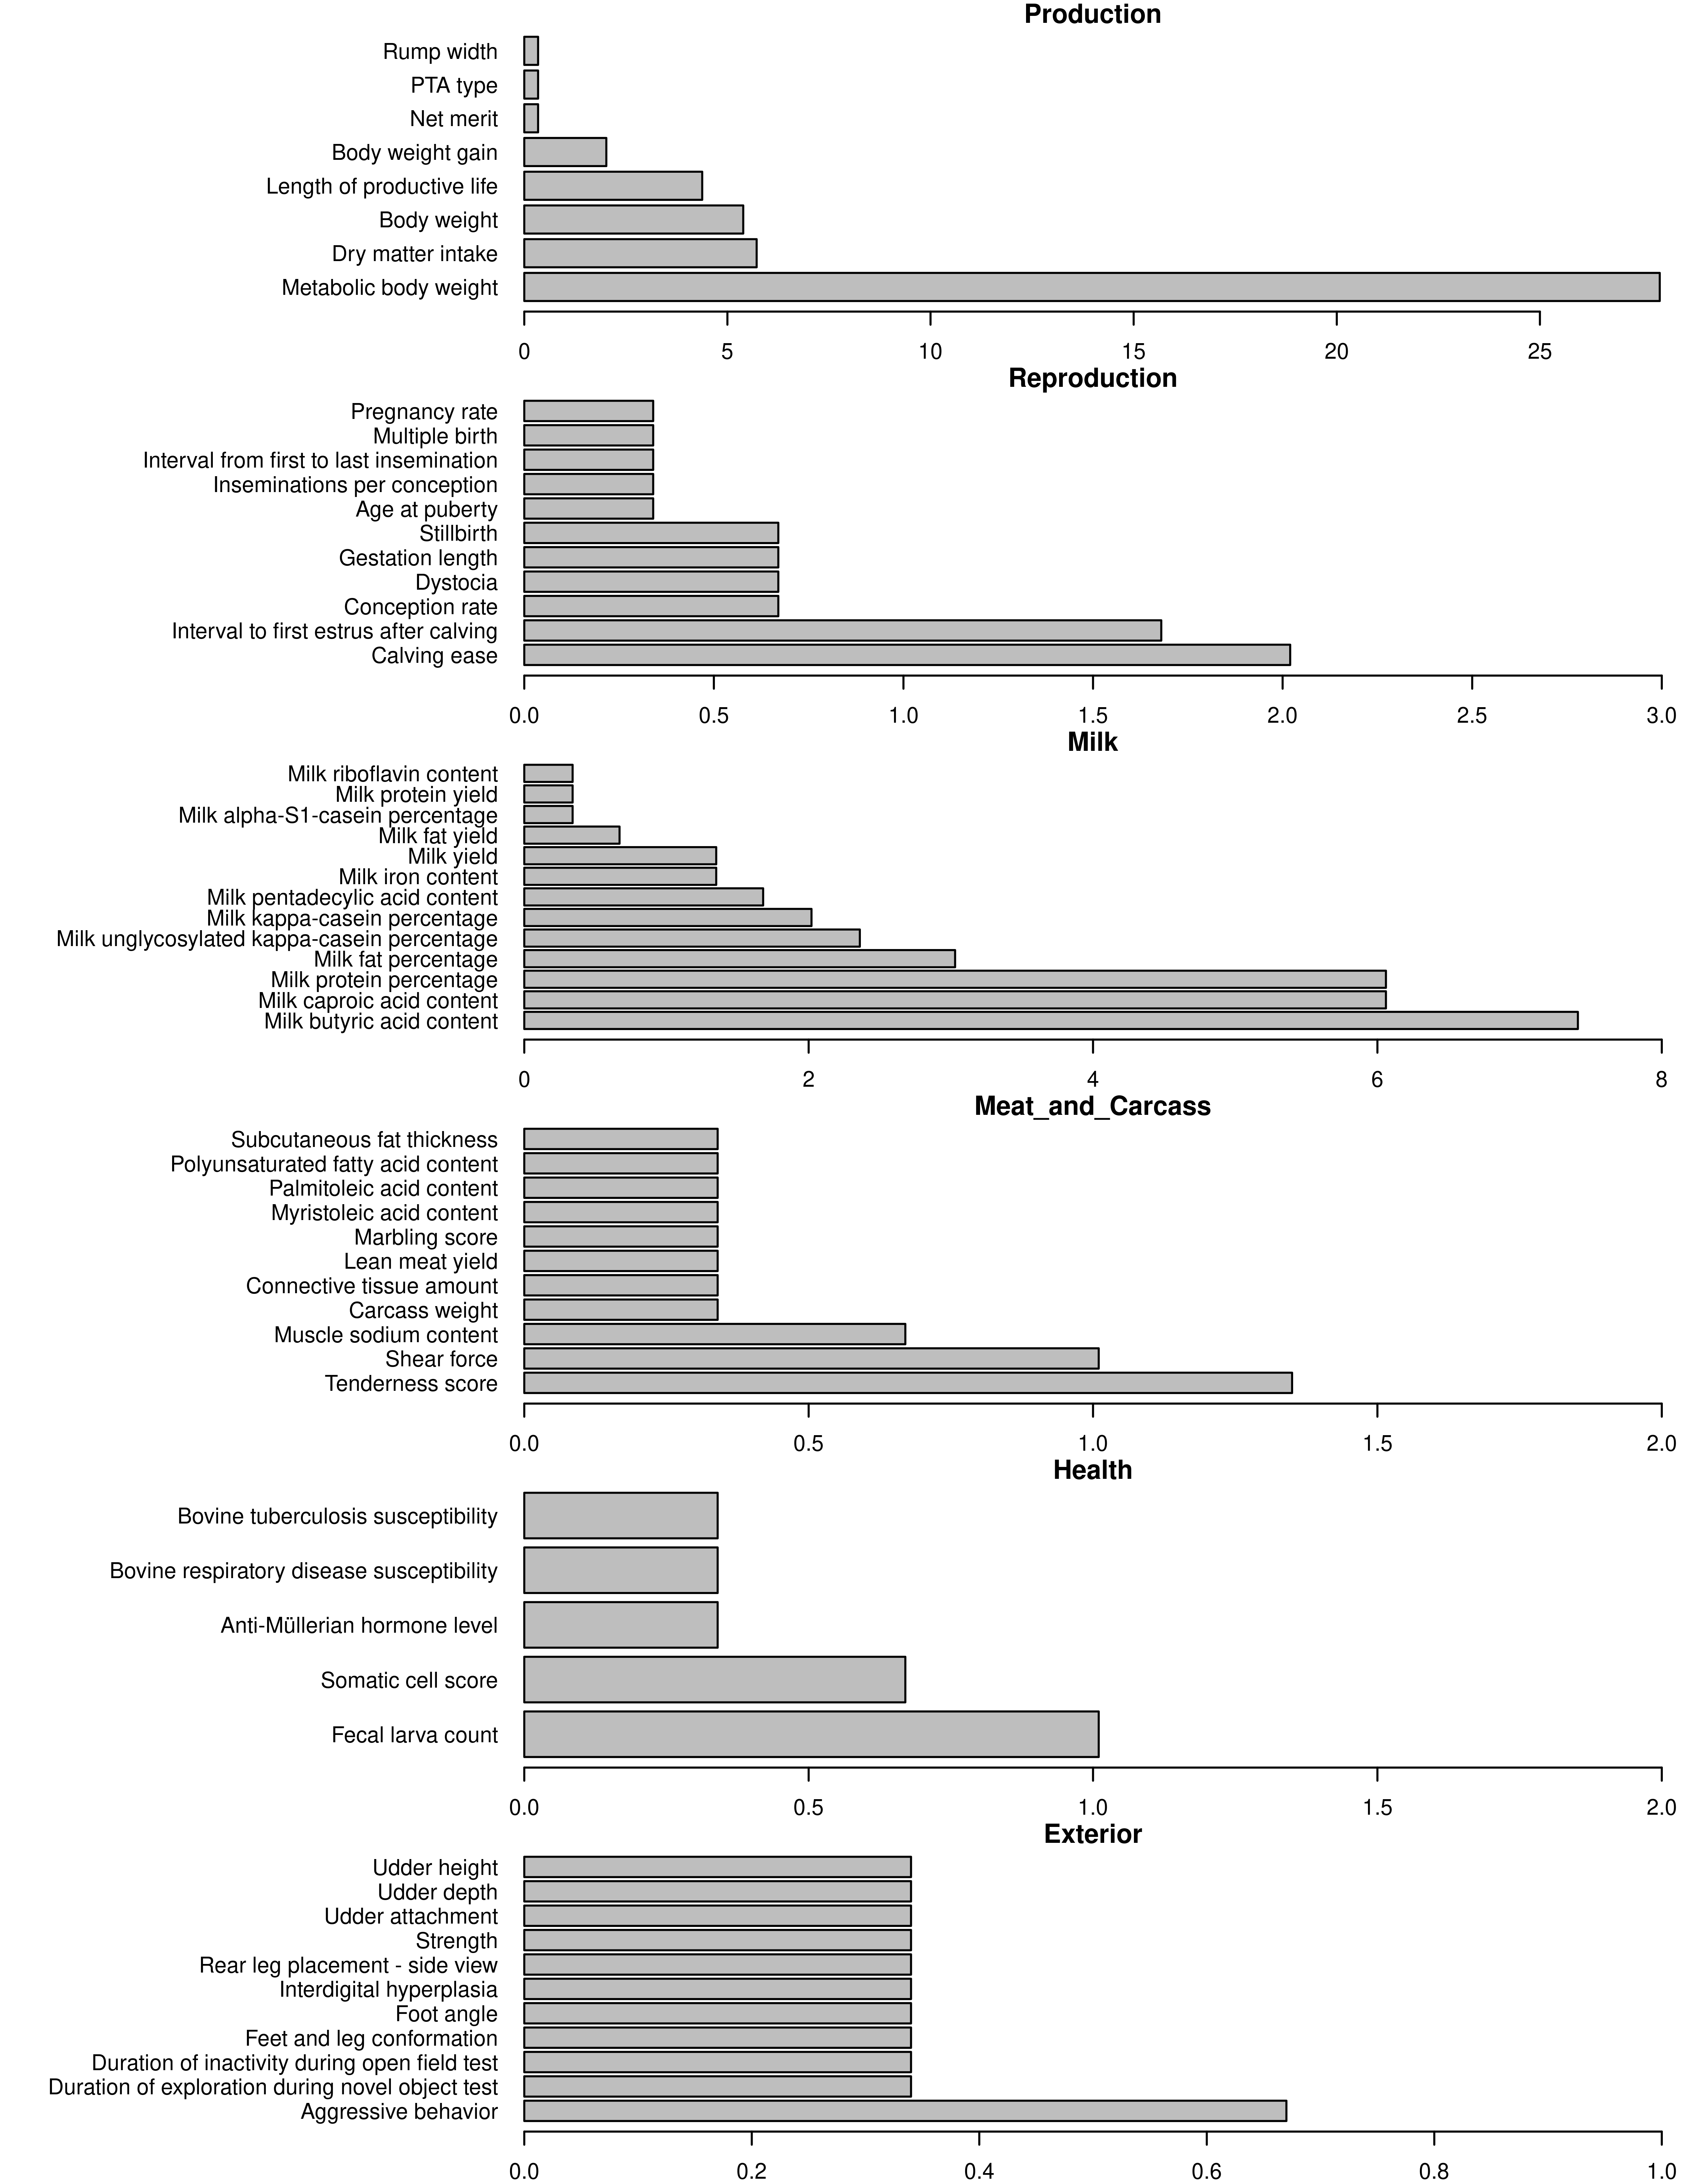 Production
Rump width
PTA type
Net merit
Body weight gain
Length of productive life
Body weight
Dry matter intake
Metabolic body weight
0 5 10 15 20 25
Reproduction
Pregnancy rate
Multiple birth
Interval from first to last insemination
Inseminations per conception
Age at puberty
Stillbirth
Gestation length
Dystocia
Conception rate
Interval to first estrus after calving
Calving ease
0.0 0.5 1.0 1.5 2.0 2.5 3.0
Milk
Milk riboflavin content
Milk protein yield
Milk alpha-S1-casein percentage
Milk fat yield
Milk yield
Milk iron content
Milk pentadecylic acid content
Milk kappa-casein percentage
Milk unglycosylated kappa-casein percentage
Milk fat percentage
Milk protein percentage
Milk caproic acid content
Milk butyric acid content
0 2 4 6 8
Meat_and_Carcass
Subcutaneous fat thickness
Polyunsaturated fatty acid content
Palmitoleic acid content
Myristoleic acid content
Marbling score
Lean meat yield
Connective tissue amount
Carcass weight
Muscle sodium content
Shear force
Tenderness score
0.0 0.5 1.0 1.5 2.0
Health
Bovine tuberculosis susceptibility
Bovine respiratory disease susceptibility
Anti-Müllerian hormone level
Somatic cell score
Fecal larva count
0.0 0.5 1.0 1.5 2.0
Exterior
Udder height
Udder depth
Udder attachment
Strength
Rear leg placement - side view
Interdigital hyperplasia
Foot angle
Feet and leg conformation
Duration of inactivity during open field test
Duration of exploration during novel object test
Aggressive behavior
0.0 0.2 0.4 0.6 0.8 1.0